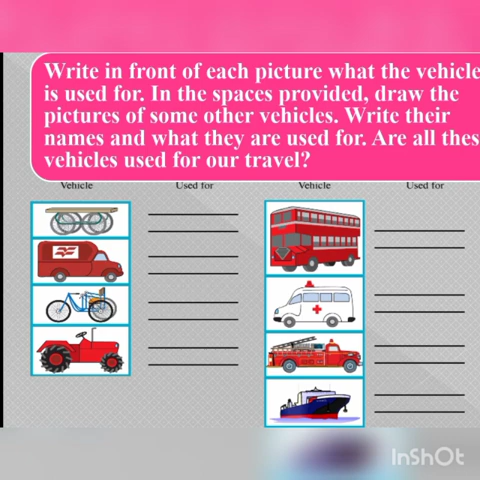 Write in front of each picture what the vehicle
is used for. In the spaces provided, draw the
pictures of some other vehicles. Write their
names and what they are used for. Are all thes
vehicles used for our travel?
Vehicle Used for Vehicle Used for
InShOt